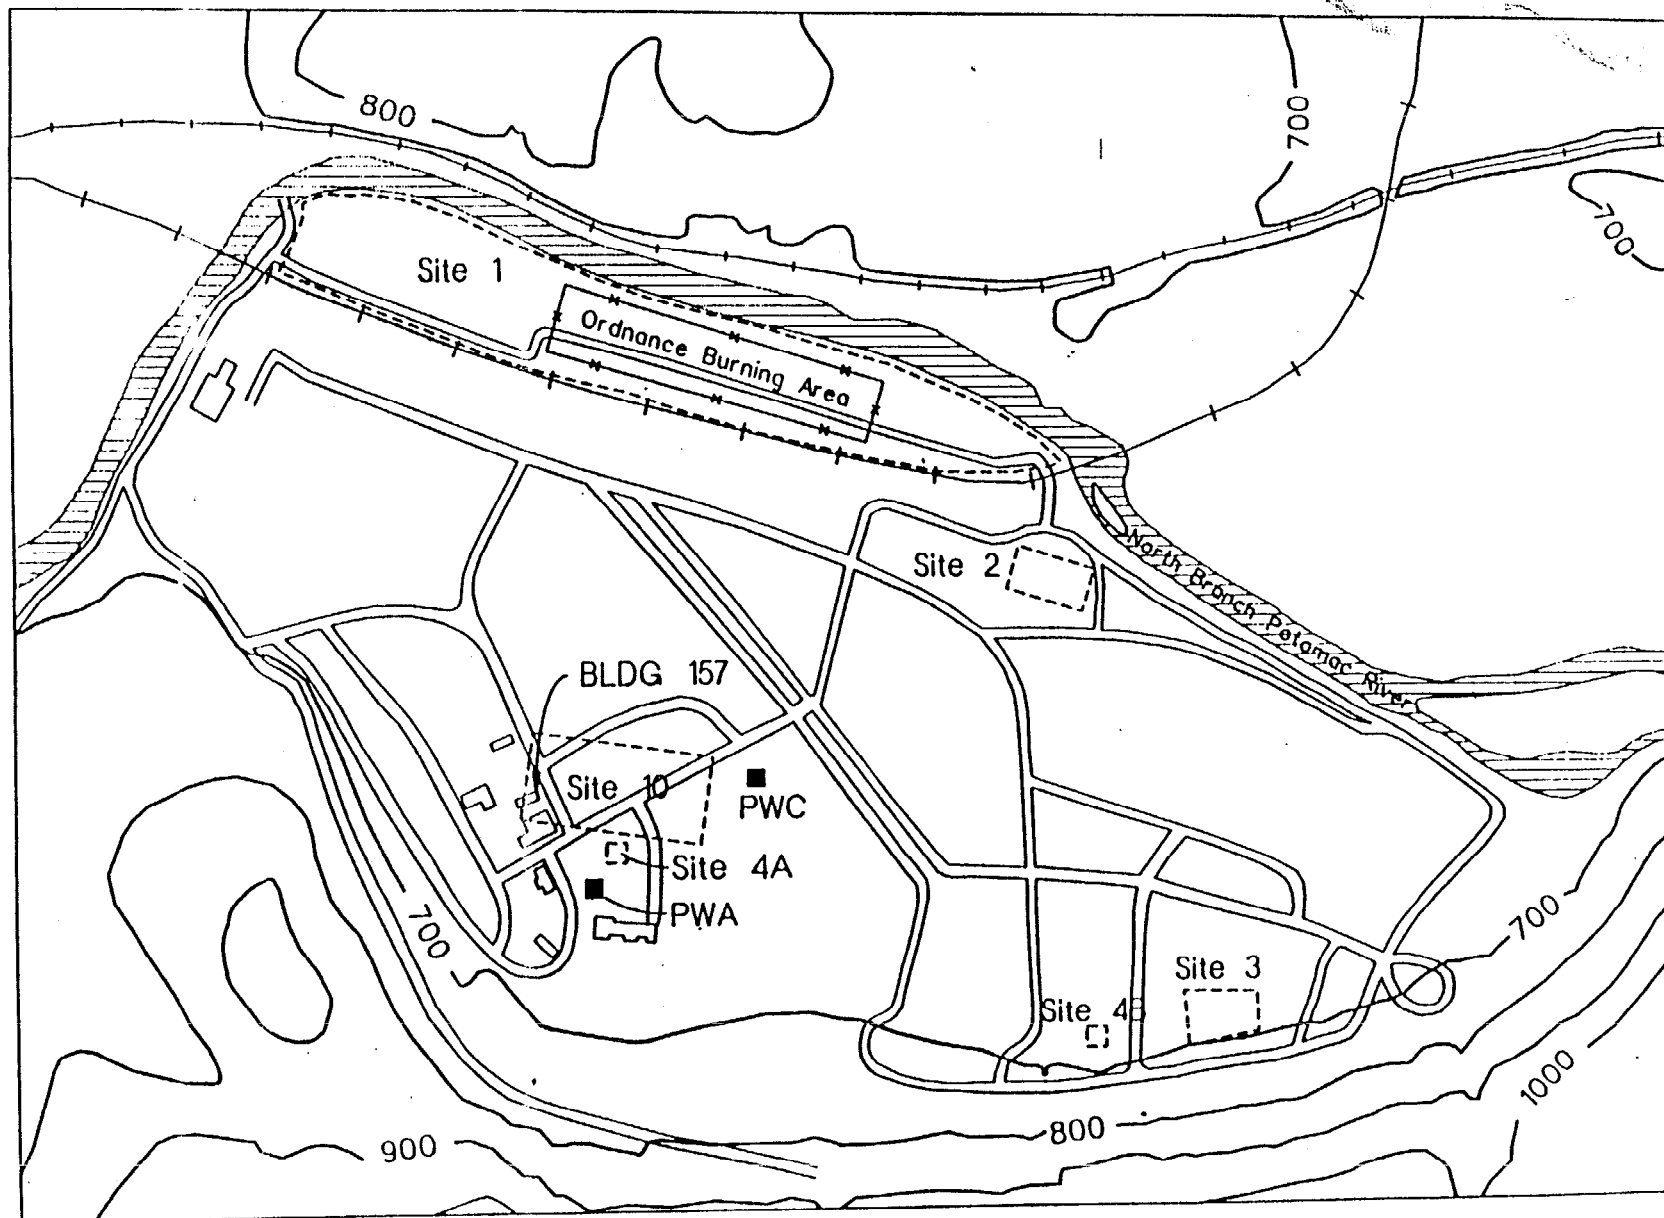 800
700
700
Site 1
Ordnance Burning Area
Site 2
North Branch Potamac River
BLDG 157
Site 10
PWC
Site 4A
PWA
700
700
Site 3
Site 4B
1000
800
900